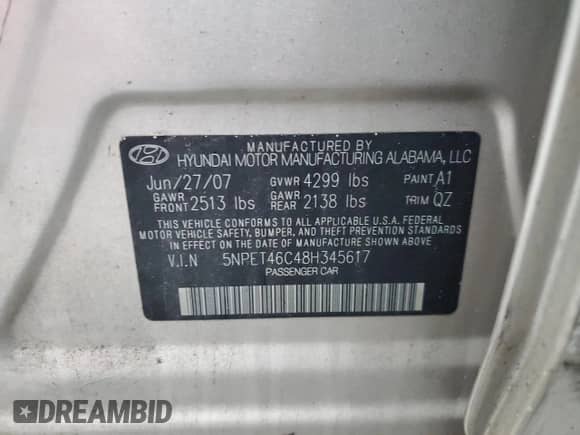 MANUFACTURED BY
HYUNDAI MOTOR MANUFACTURING ALABAMA, LLC
Jun/27/07 GVWR 4299 lbs PAINT A1
GAWR FRONT 2513 lbs GAWR REAR 2138 lbs TRIM QZ
THIS VEHICLE CONFORMS TO ALL APPLICABLE U.S.A. FEDERAL
MOTOR VEHICLE SAFETY, BUMPER, AND THEFT PREVENTION STANDARDS
IN EFFECT ON THE DATE OF MANUFACTURE SHOWN ABOVE.
V.I.N 5NPET46C48H345617
PASSENGER CAR
DREAMBID